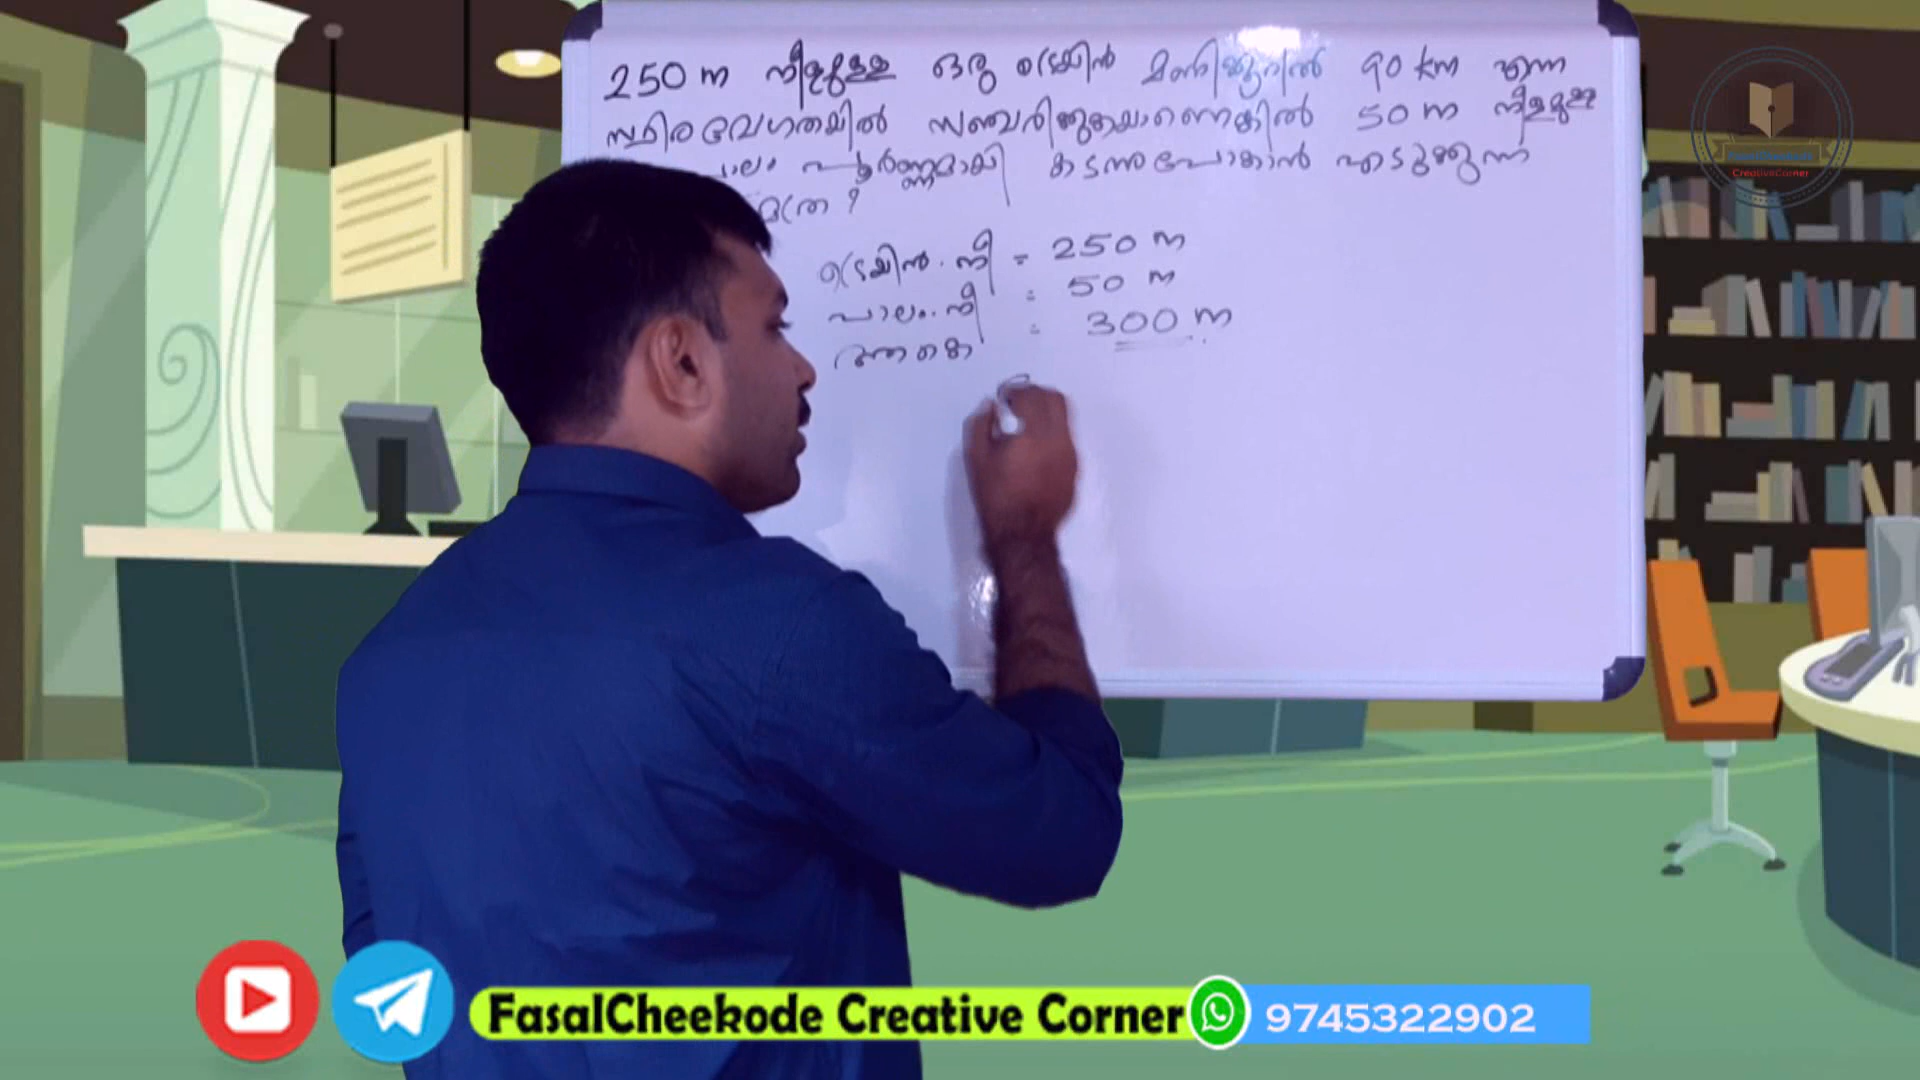 250 m നീളമുള്ള ഒരു ട്രെയിൻ മണിക്കൂറിൽ 90 km എന്ന
സ്ഥിരവേഗതയിൽ സഞ്ചരിക്കുകയാണെങ്കിൽ 50 m നീളമുള്ള
പാലം പൂർണ്ണമായി കടന്നുപോകാൻ എടുക്കുന്ന
മെത്ര?
ട്രെയിൻ. നീ = 250 m
പാലം. നീ = 50 m
ആകെ = 300 m
CreativeCorner
FasalCheekode Creative Corner 9745322902